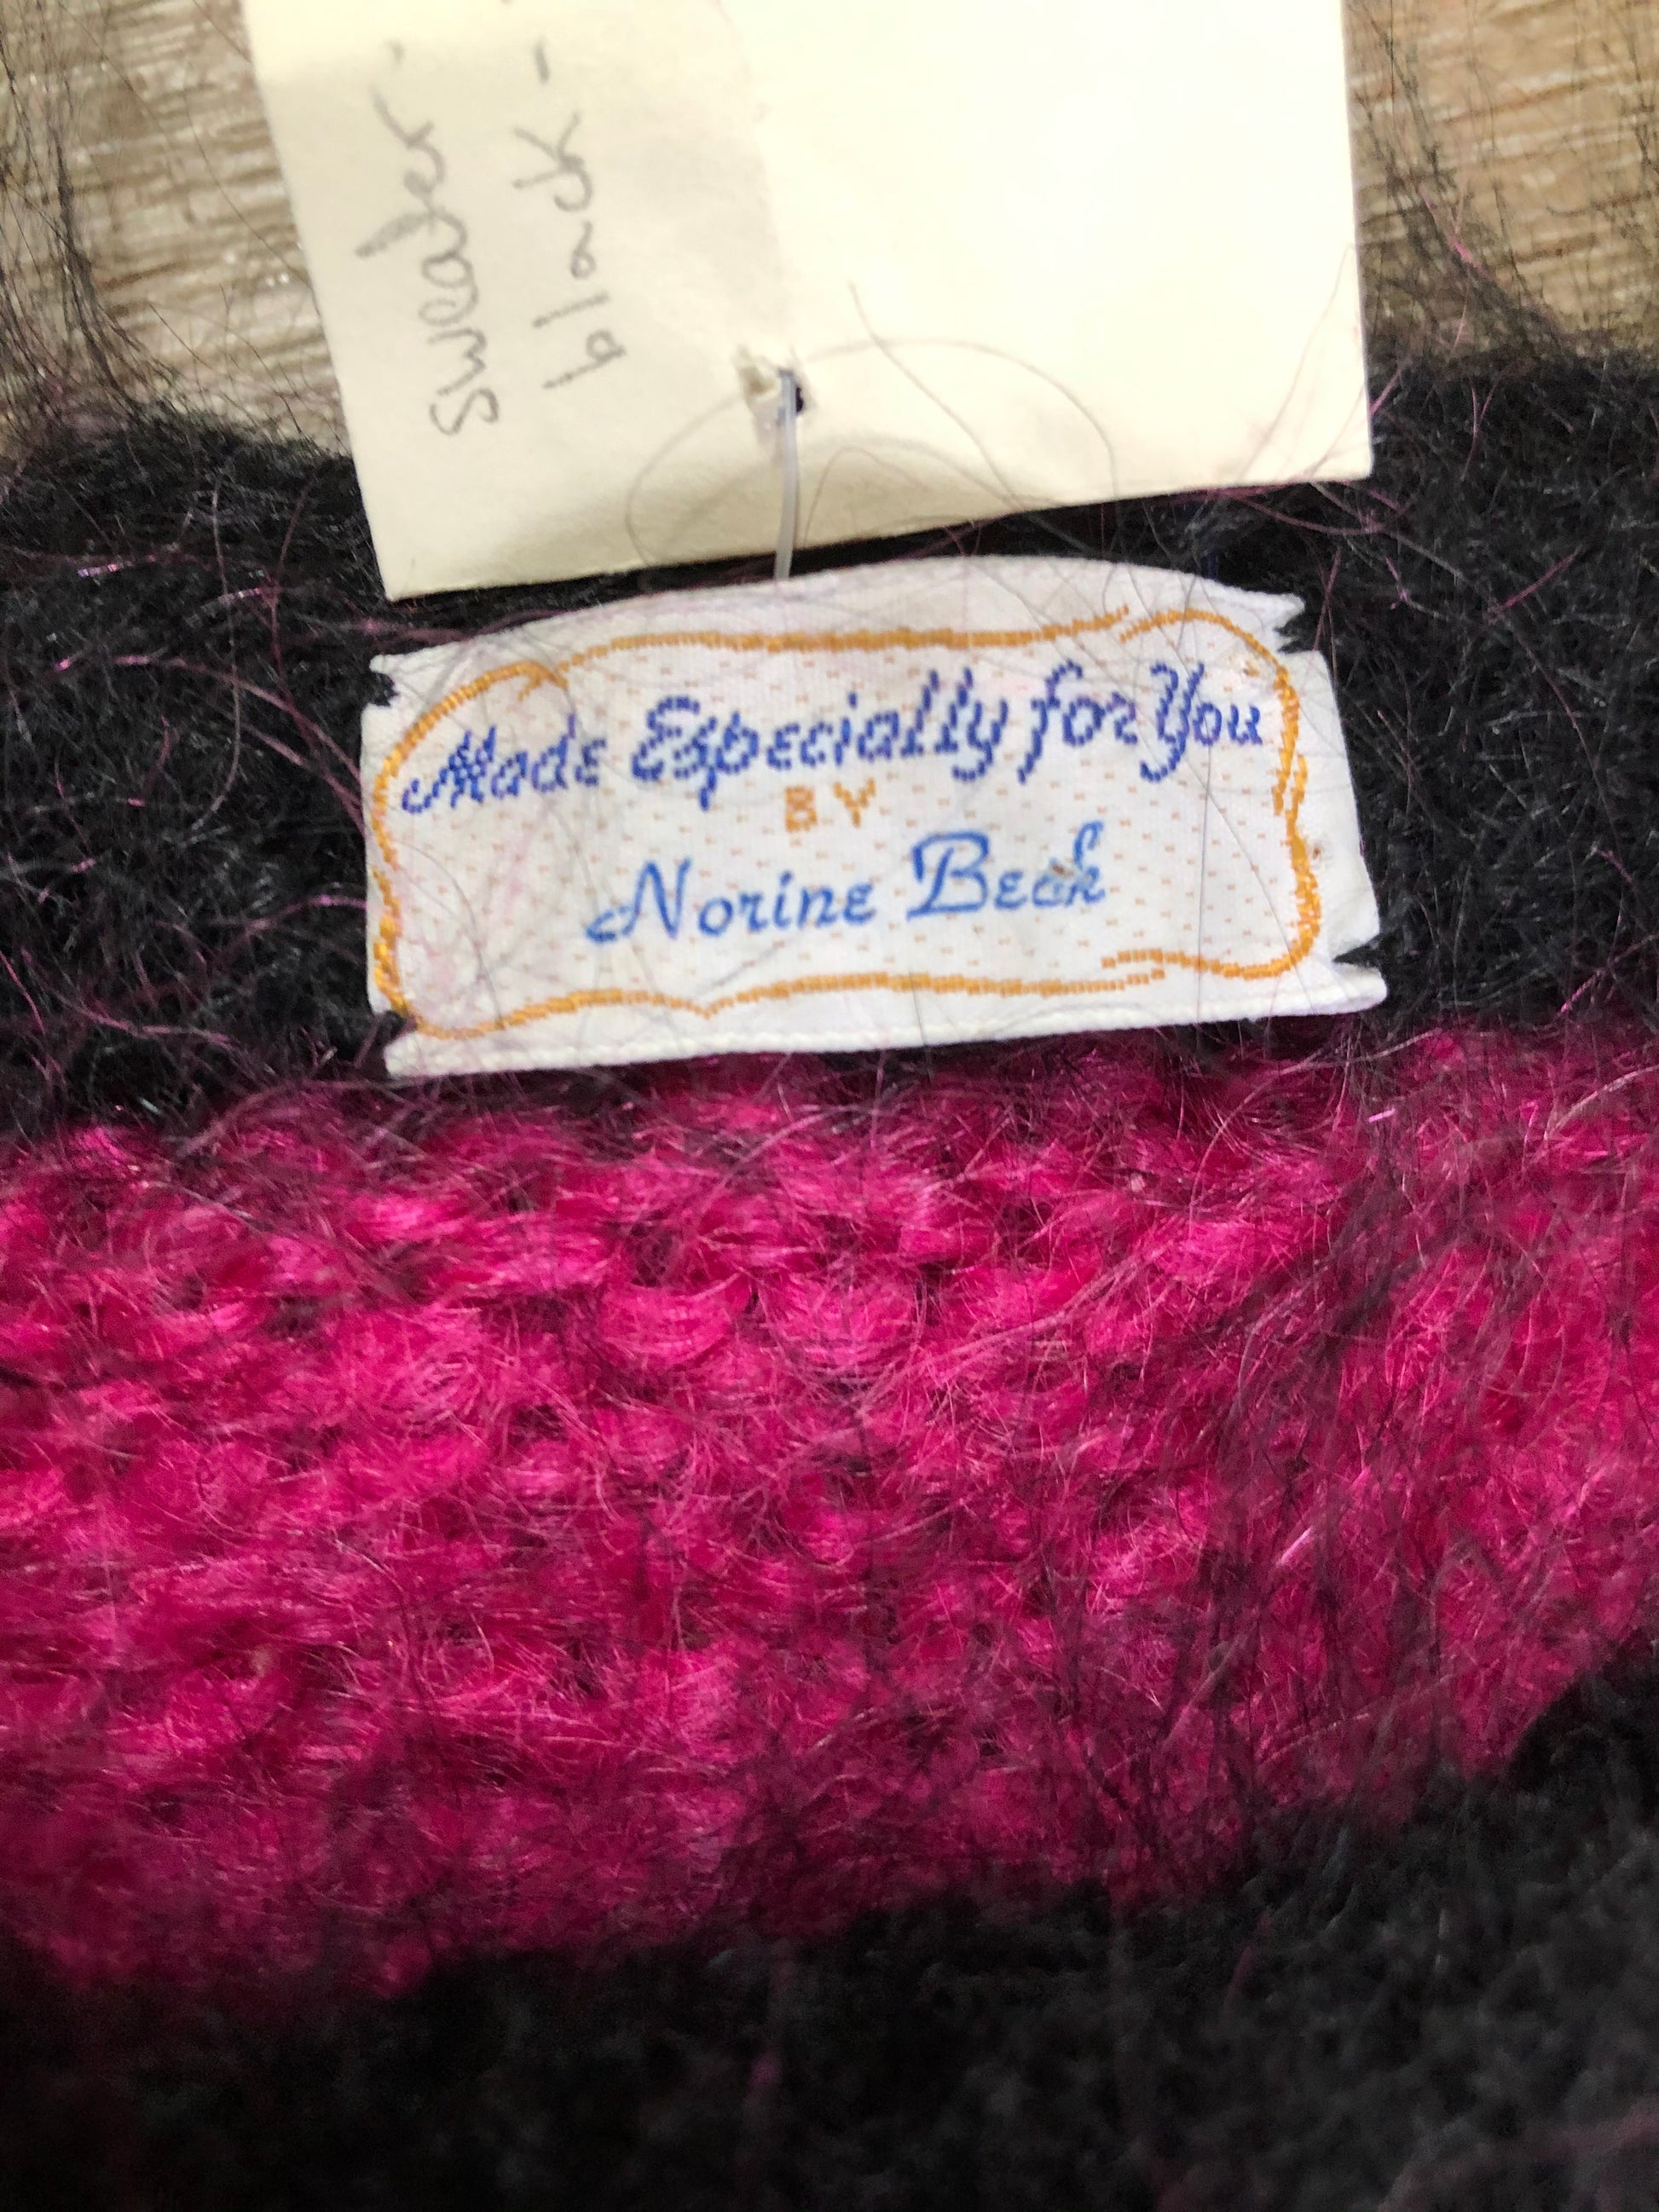 sweater -
black -
Made Especially for You
BY
Norine Beck